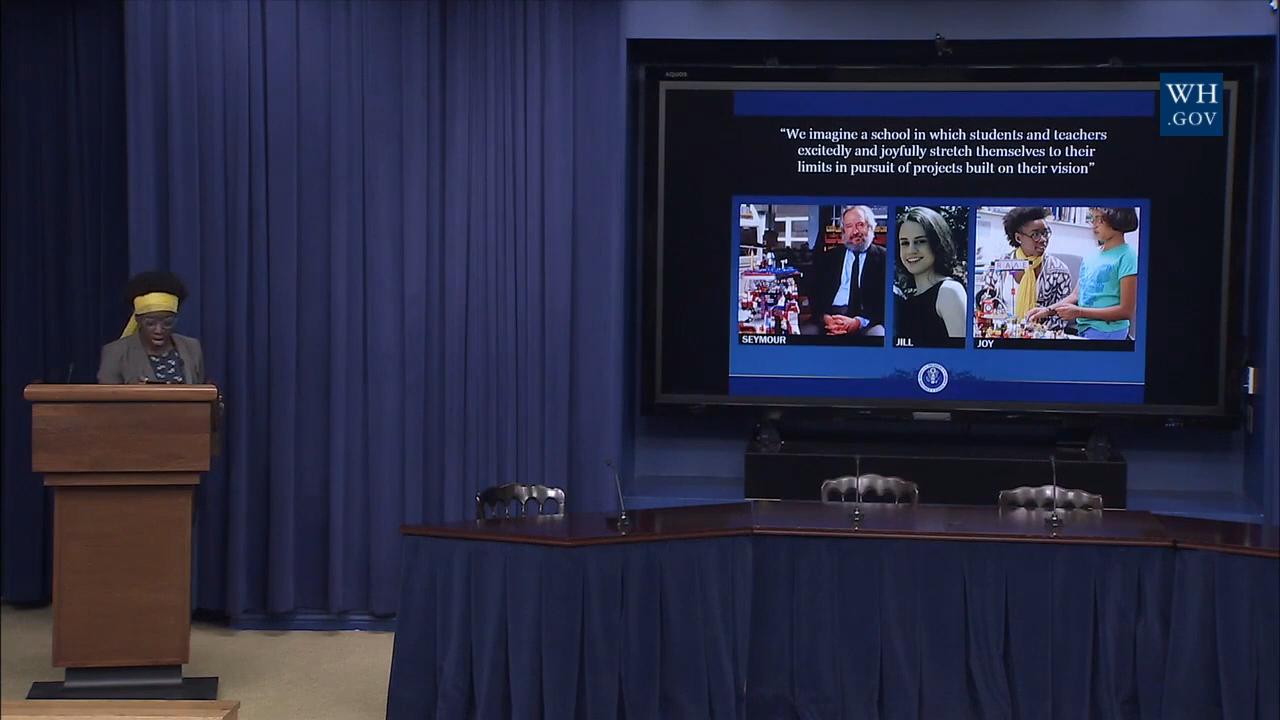 AQUOS
WH
.GOV
“We imagine a school in which students and teachers
excitedly and joyfully stretch themselves to their
limits in pursuit of projects built on their vision”
SEYMOUR
JILL
JOY